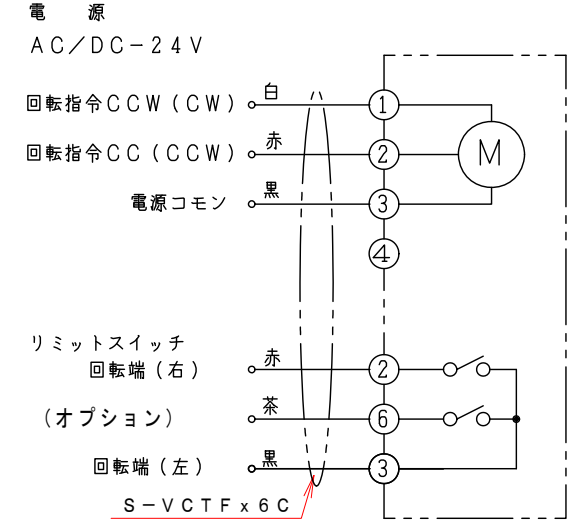 電　源
AC/DC-24V
回転指令CCW(CW) 白 1
回転指令CC(CCW) 赤 2 M
電源コモン 黒 3
4
リミットスイッチ
回転端(右) 赤 2
(オプション) 茶 6
回転端(左) 黒 3
S-VCTFx6C